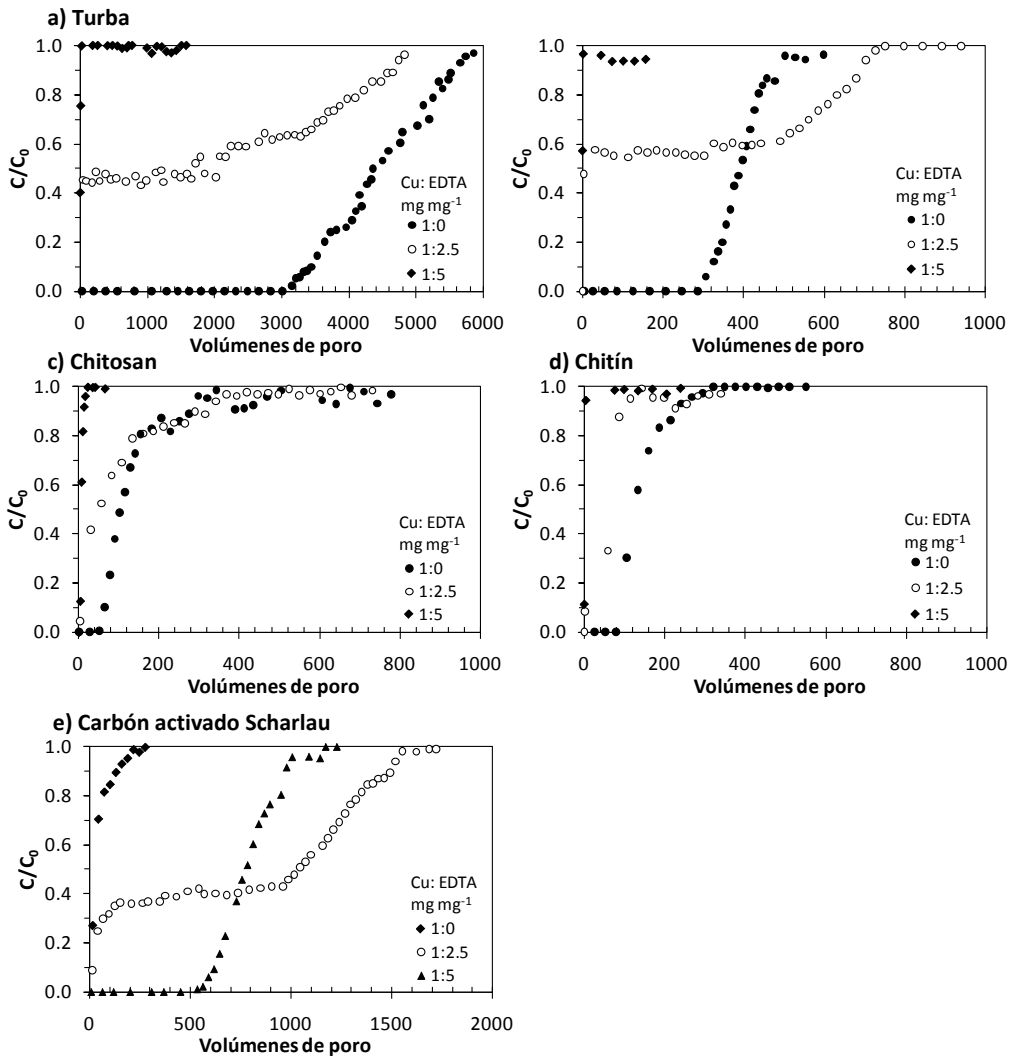 a) Turba
1.0
0.8
0.6
0.4
0.2
0.0
C/C₀
Cu: EDTA
mg mg⁻¹
1:0
1:2.5
1:5
0 1000 2000 3000 4000 5000 6000
Volúmenes de poro
1.0
0.8
0.6
0.4
0.2
0.0
C/C₀
Cu: EDTA
mg mg⁻¹
1:0
1:2.5
1:5
0 200 400 600 800 1000
Volúmenes de poro
c) Chitosan
1.0
0.8
0.6
0.4
0.2
0.0
C/C₀
Cu: EDTA
mg mg⁻¹
1:0
1:2.5
1:5
0 200 400 600 800 1000
Volúmenes de poro
d) Chitín
1.0
0.8
0.6
0.4
0.2
0.0
C/C₀
Cu: EDTA
mg mg⁻¹
1:0
1:2.5
1:5
0 200 400 600 800 1000
Volúmenes de poro
e) Carbón activado Scharlau
1.0
0.8
0.6
0.4
0.2
0.0
C/C₀
Cu: EDTA
mg mg⁻¹
1:0
1:2.5
1:5
0 500 1000 1500 2000
Volúmenes de poro